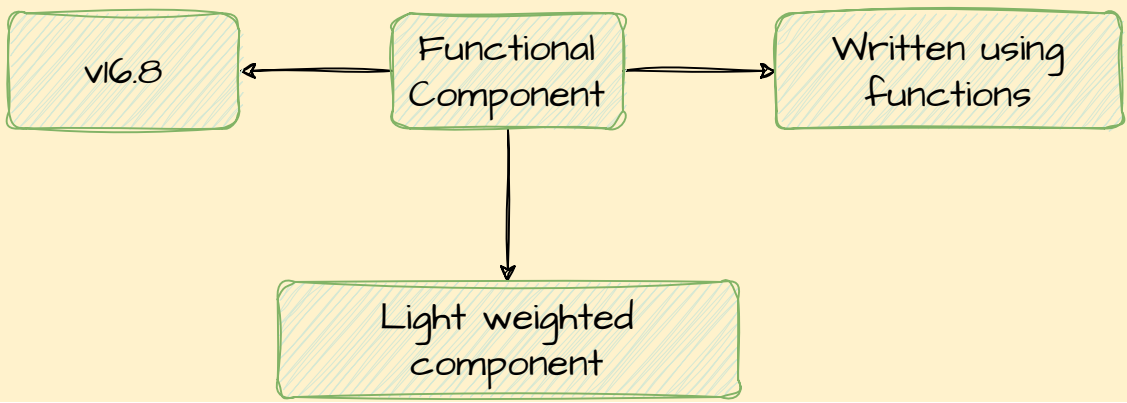 v16.8
Functional
Component
Written using
functions
Light weighted
component